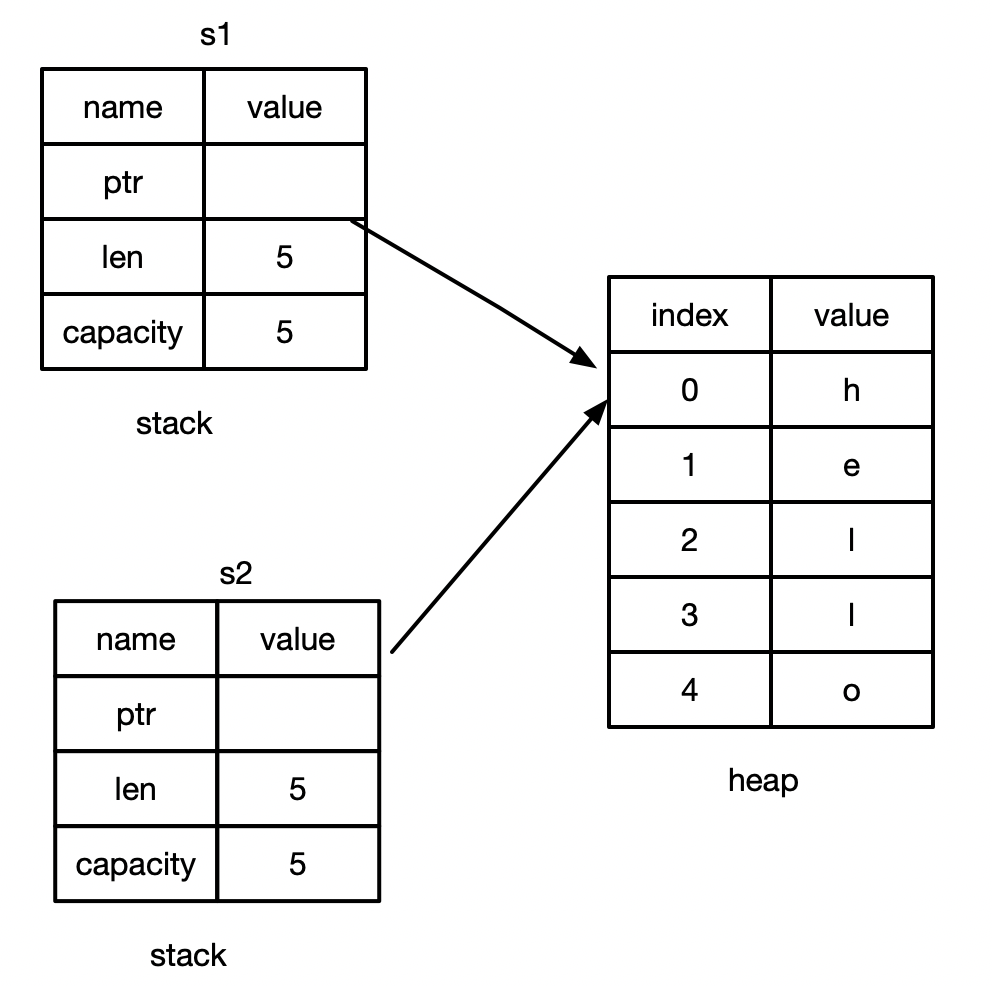 s1
name value
ptr
len 5
capacity 5
stack
index value
0 h
1 e
2 l
3 l
4 o
heap
s2
name value
ptr
len 5
capacity 5
stack